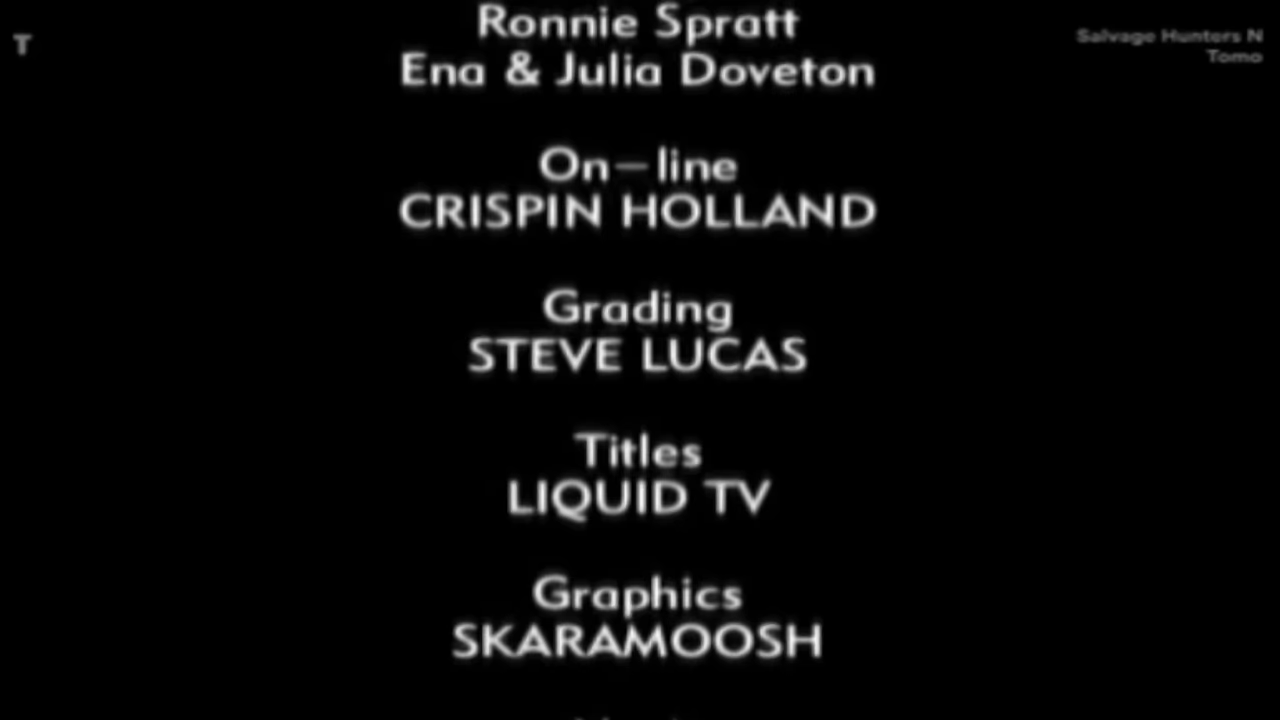 Ronnie Spratt
Ena & Julia Doveton
On-line
CRISPIN HOLLAND
Grading
STEVE LUCAS
Titles
LIQUID TV
Graphics
SKARAMOOSH
T
Salvage Hunters N
Tomo